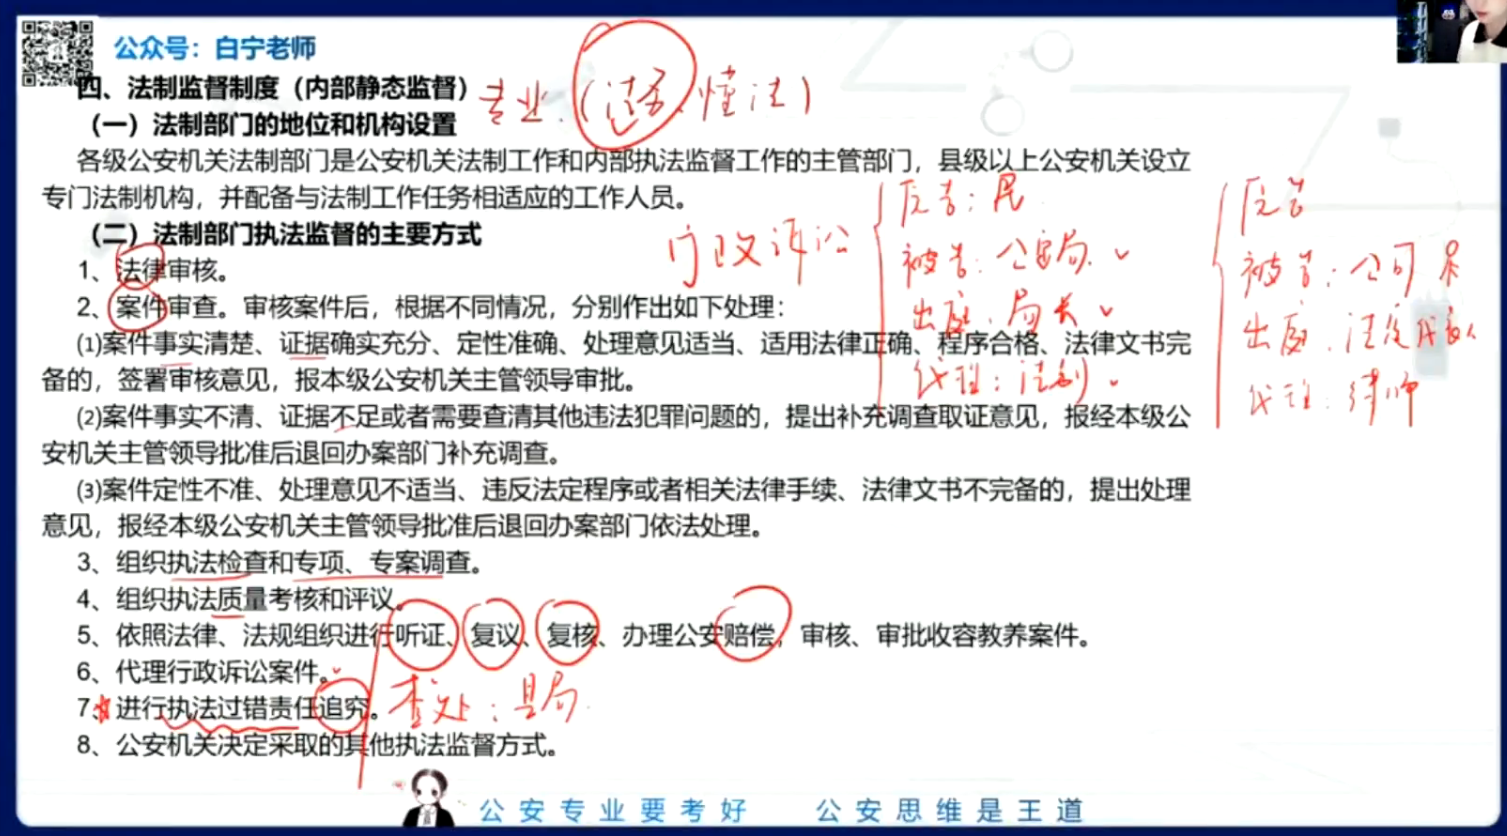 公众号：白宁老师
四、法制监督制度（内部静态监督）专业.（法 懂法）
（一）法制部门的地位和机构设置
各级公安机关法制部门是公安机关法制工作和内部执法监督工作的主管部门，县级以上公安机关设立
专门法制机构，并配备与法制工作任务相适应的工作人员。
（二）法制部门执法监督的主要方式
1、法律审核。
2、案件审查。审核案件后，根据不同情况，分别作出如下处理：
⑴案件事实清楚、证据确实充分、定性准确、处理意见适当、适用法律正确、程序合格、法律文书完
备的，签署审核意见，报本级公安机关主管领导审批。
⑵案件事实不清、证据不足或者需要查清其他违法犯罪问题的，提出补充调查取证意见，报经本级公
安机关主管领导批准后退回办案部门补充调查。
⑶案件定性不准、处理意见不适当、违反法定程序或者相关法律手续、法律文书不完备的，提出处理
意见，报经本级公安机关主管领导批准后退回办案部门依法处理。
3、组织执法检查和专项、专案调查。
4、组织执法质量考核和评议。
5、依照法律、法规组织进行听证、复议、复核、办理公安赔偿，审核、审批收容教养案件。
6、代理行政诉讼案件。
7、进行执法过错责任追究。查处：县局
8、公安机关决定采取的其他执法监督方式。
行政诉讼
原告：民
被告：公安局
出庭：局长
代理：法制
原告
被告：公司
出庭：法定代表人
代理：律师
公安专业要考好 公安思维是王道